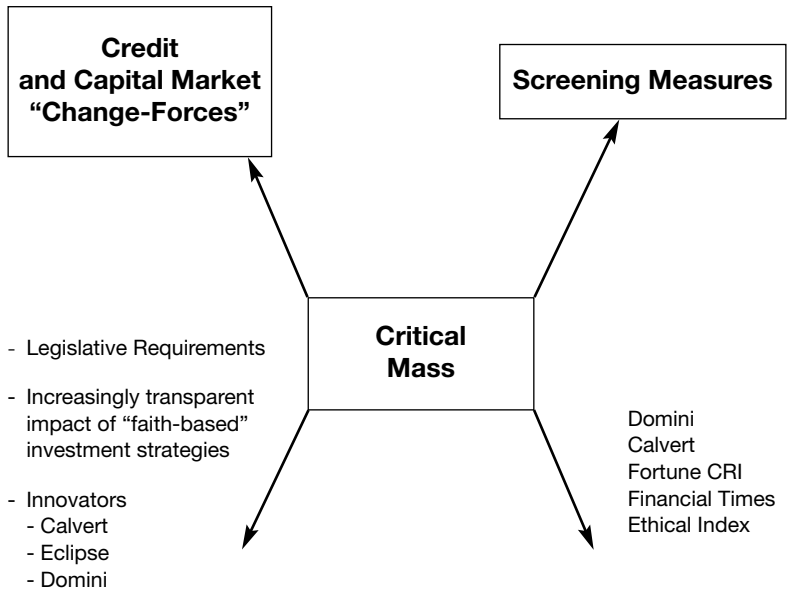 Credit
and Capital Market
“Change-Forces”
Screening Measures
Critical
Mass
- Legislative Requirements
- Increasingly transparent
impact of “faith-based”
investment strategies
- Innovators
- Calvert
- Eclipse
- Domini
Domini
Calvert
Fortune CRI
Financial Times
Ethical Index